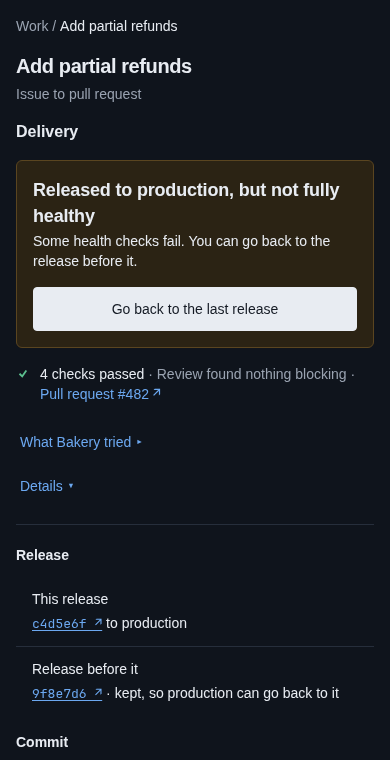 Work / Add partial refunds
Add partial refunds
Issue to pull request
Delivery
Released to production, but not fully
healthy
Some health checks fail. You can go back to the
release before it.
Go back to the last release
4 checks passed · Review found nothing blocking ·
Pull request #482
What Bakery tried
Details
Release
This release
c4d5e6f to production
Release before it
9f8e7d6 · kept, so production can go back to it
Commit